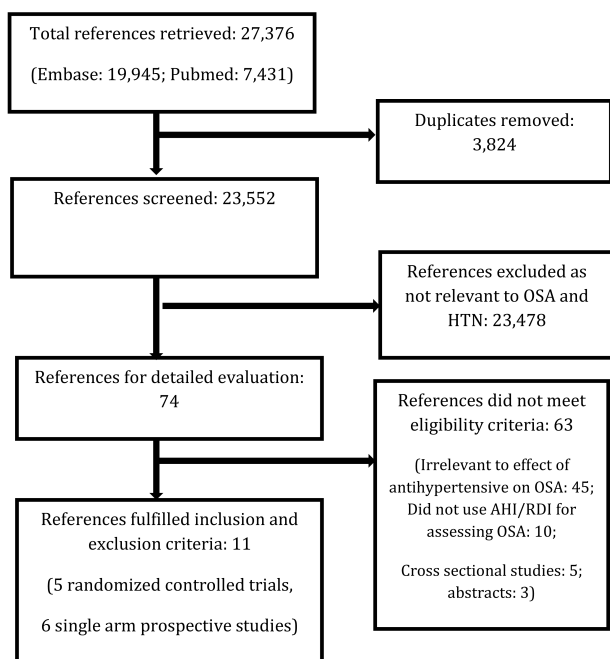 Total references retrieved: 27,376
(Embase: 19,945; Pubmed: 7,431)
Duplicates removed:
3,824
References screened: 23,552
References excluded as
not relevant to OSA and
HTN: 23,478
References for detailed evaluation:
74
References did not meet
eligibility criteria: 63
(Irrelevant to effect of
antihypertensive on OSA: 45;
Did not use AHI/RDI for
assessing OSA: 10;
Cross sectional studies: 5;
abstracts: 3)
References fulfilled inclusion and
exclusion criteria: 11
(5 randomized controlled trials,
6 single arm prospective studies)